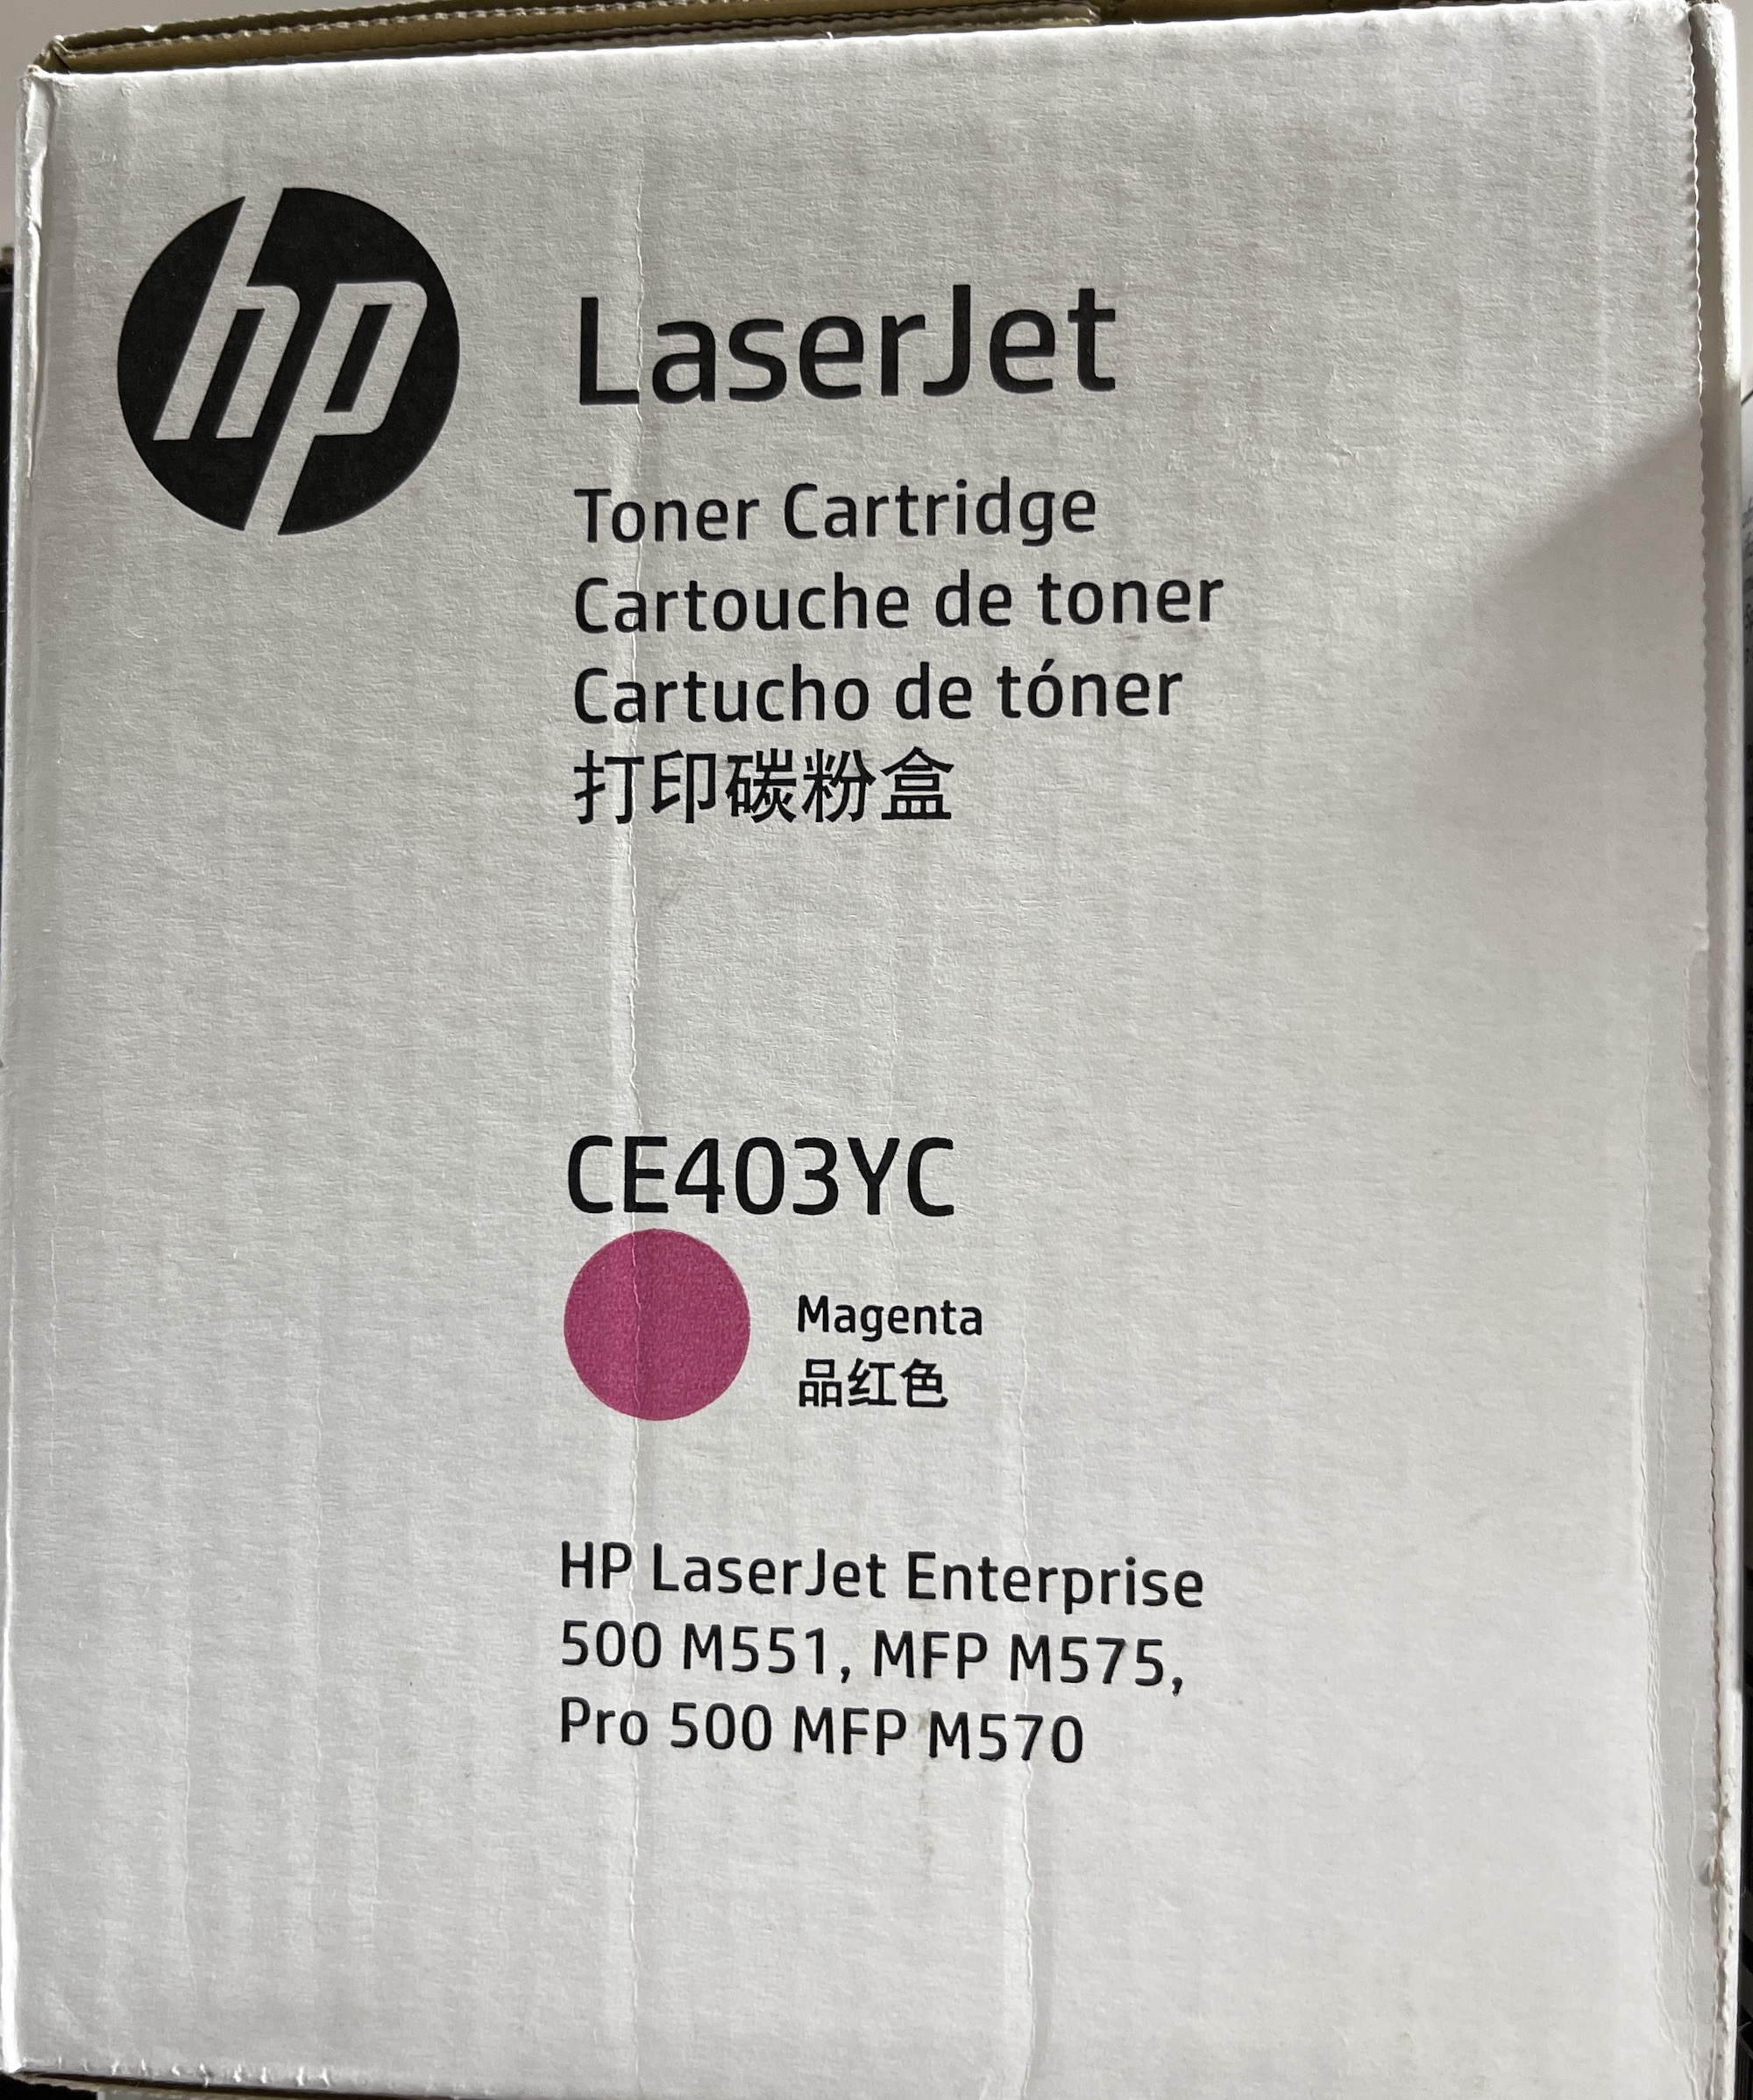 hp
LaserJet
Toner Cartridge
Cartouche de toner
Cartucho de tóner
打印碳粉盒
CE403YC
Magenta
品红色
HP LaserJet Enterprise
500 M551, MFP M575,
Pro 500 MFP M570